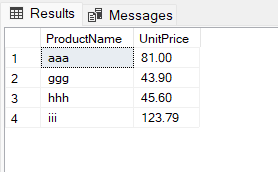 Results Messages
ProductName UnitPrice
1 aaa 81.00
2 ggg 43.90
3 hhh 45.60
4 iii 123.79